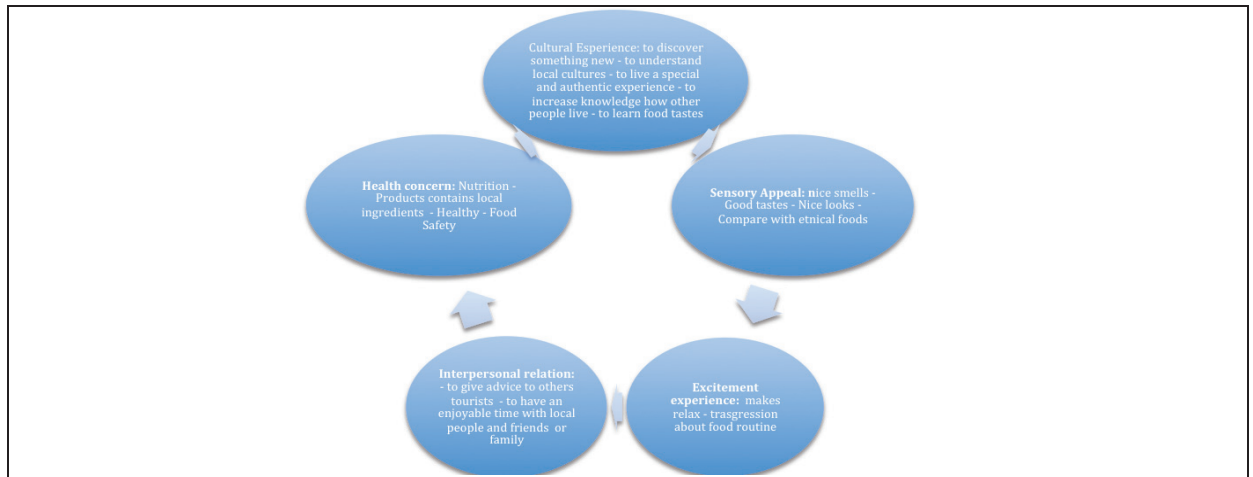 Cultural Esperience: to discover
something new - to understand
local cultures - to live a special
and authentic experience - to
increase knowledge how other
people live - to learn food tastes
Health concern: Nutrition -
Products contains local
ingredients - Healthy - Food
Safety
Sensory Appeal: nice smells -
Good tastes - Nice looks -
Compare with etnical foods
Interpersonal relation:
- to give advice to others
tourists - to have an
enjoyable time with local
people and friends or
family
Excitement
experience: makes
relax - trasgression
about food routine